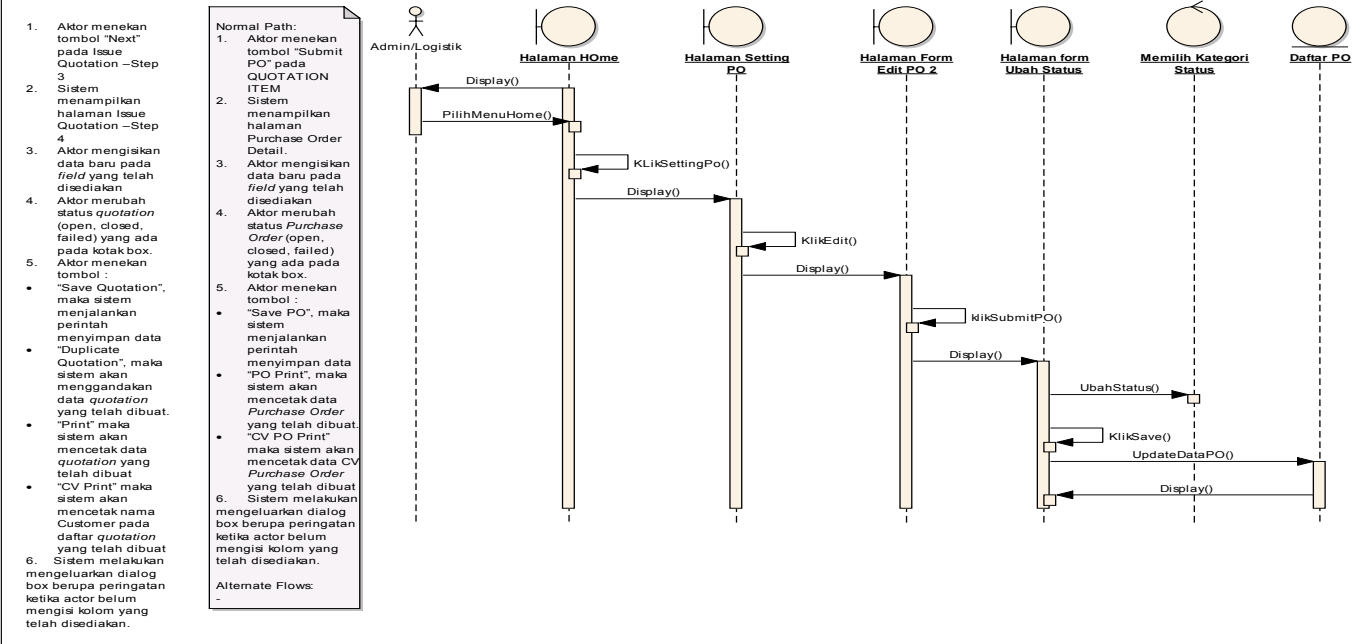 1. Aktor menekan
tombol “Next”
pada Issue
Quotation –Step
3
2. Sistem
menampilkan
halaman Issue
Quotation –Step
4
3. Aktor mengisikan
data baru pada
field yang telah
disediakan
4. Aktor merubah
status quotation
(open, closed,
failed) yang ada
pada kotak box.
5. Aktor menekan
tombol :
• “Save Quotation”,
maka sistem
menjalankan
perintah
menyimpan data
• “Duplicate
Quotation”, maka
sistem akan
menggandakan
data quotation
yang telah dibuat.
• “Print” maka
sistem akan
mencetak data
quotation yang
telah dibuat
• “CV Print” maka
sistem akan
mencetak nama
Customer pada
daftar quotation
yang telah dibuat
6. Sistem melakukan
mengeluarkan dialog
box berupa peringatan
ketika actor belum
mengisi kolom yang
telah disediakan.
Normal Path:
1. Aktor menekan
tombol “Submit
PO” pada
QUOTATION
ITEM
2. Sistem
menampilkan
halaman
Purchase Order
Detail.
3. Aktor mengisikan
data baru pada
field yang telah
disediakan
4. Aktor merubah
status Purchase
Order (open,
closed, failed)
yang ada pada
kotak box.
5. Aktor menekan
tombol :
• “Save PO”, maka
sistem
menjalankan
perintah
menyimpan data
• “PO Print”, maka
sistem akan
mencetak data
Purchase Order
yang telah dibuat.
• “CV PO Print”
maka sistem akan
mencetak data CV
Purchase Order
yang telah dibuat
6. Sistem melakukan
mengeluarkan dialog
box berupa peringatan
ketika actor belum
mengisi kolom yang
telah disediakan.
Alternate Flows:
-
Admin/Logistik
Halaman HOme
Halaman Setting
PO
Halaman Form
Edit PO 2
Halaman form
Ubah Status
Memilih Kategori
Status
Daftar PO
Display()
PilihMenuHome()
KLikSettingPo()
Display()
KlikEdit()
Display()
klikSubmitPO()
Display()
UbahStatus()
KlikSave()
UpdateDataPO()
Display()